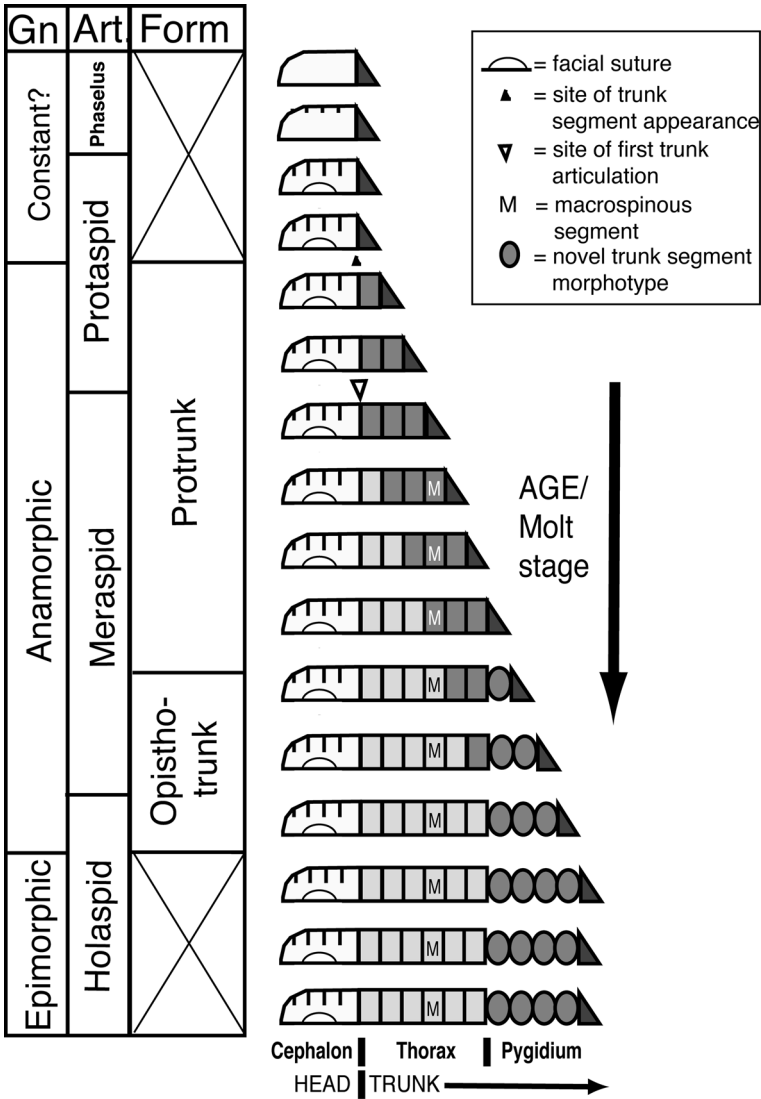 Gn Art. Form
Constant?
Phaselus
Protaspid
Anamorphic
Meraspid
Protrunk
Opistho-
trunk
Epimorphic
Holaspid
= facial suture
= site of trunk
segment appearance
= site of first trunk
articulation
M = macrospinous
segment
= novel trunk segment
morphotype
AGE/
Molt
stage
M
M
M
M
M
M
M
M
M
Cephalon Thorax Pygidium
HEAD TRUNK